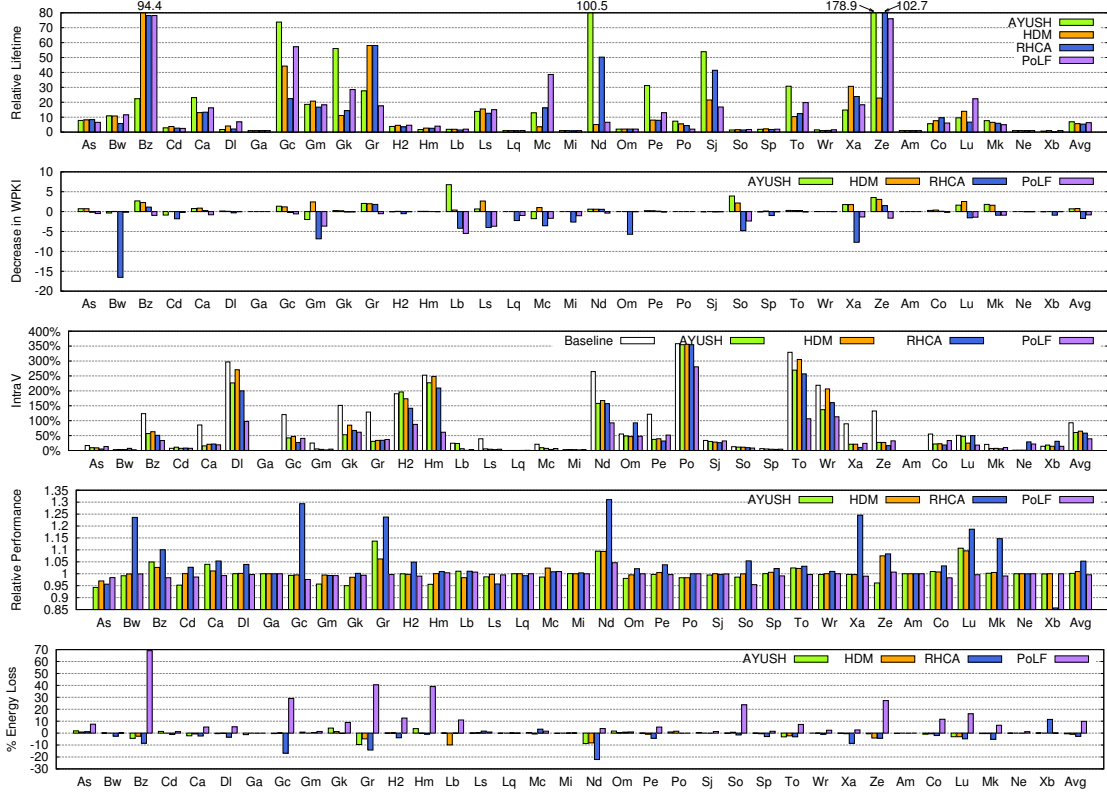 94.4 100.5 178.9 102.7
80
70
60
50
40
30
20
10
0
Relative Lifetime
AYUSH
HDM
RHCA
PoLF
As Bw Bz Cd Ca Dl Ga Gc Gm Gk Gr H2 Hm Lb Ls Lq Mc Mi Nd Om Pe Po Sj So Sp To Wr Xa Ze Am Co Lu Mk Ne Xb Avg
10
5
0
-5
-10
-15
-20
Decrease in WPKI
AYUSH HDM RHCA PoLF
As Bw Bz Cd Ca Dl Ga Gc Gm Gk Gr H2 Hm Lb Ls Lq Mc Mi Nd Om Pe Po Sj So Sp To Wr Xa Ze Am Co Lu Mk Ne Xb Avg
400%
350%
300%
250%
200%
150%
100%
50%
IntraV
Baseline AYUSH HDM RHCA PoLF
As Bw Bz Cd Ca Dl Ga Gc Gm Gk Gr H2 Hm Lb Ls Lq Mc Mi Nd Om Pe Po Sj So Sp To Wr Xa Ze Am Co Lu Mk Ne Xb Avg
1.35
1.3
1.25
1.2
1.15
1.1
1.05
1
0.95
0.9
0.85
Relative Performance
AYUSH HDM RHCA PoLF
As Bw Bz Cd Ca Dl Ga Gc Gm Gk Gr H2 Hm Lb Ls Lq Mc Mi Nd Om Pe Po Sj So Sp To Wr Xa Ze Am Co Lu Mk Ne Xb Avg
70
60
50
40
30
20
10
0
-10
-20
-30
% Energy Loss
AYUSH HDM RHCA PoLF
As Bw Bz Cd Ca Dl Ga Gc Gm Gk Gr H2 Hm Lb Ls Lq Mc Mi Nd Om Pe Po Sj So Sp To Wr Xa Ze Am Co Lu Mk Ne Xb Avg